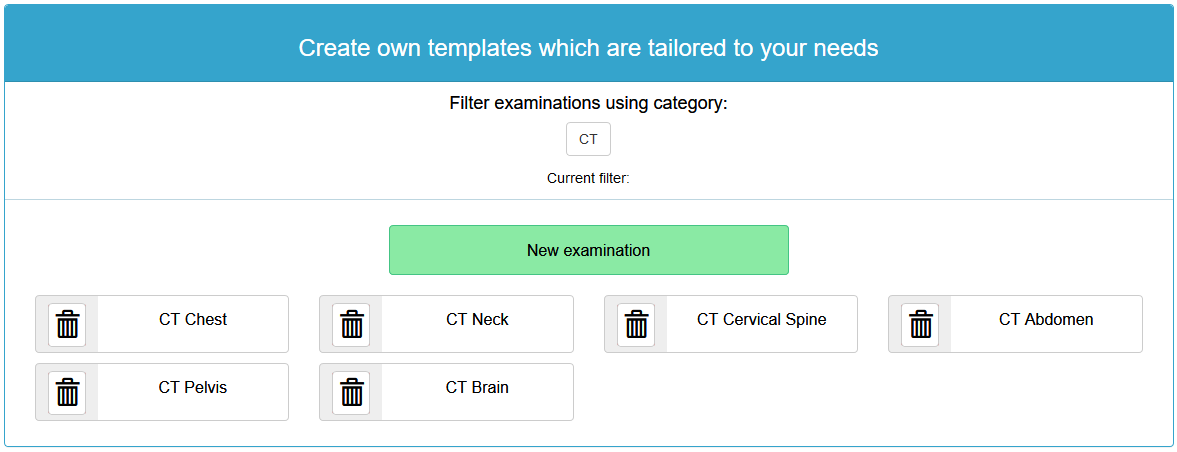 Create own templates which are tailored to your needs
Filter examinations using category:
CT
Current filter:
New examination
CT Chest
CT Neck
CT Cervical Spine
CT Abdomen
CT Pelvis
CT Brain